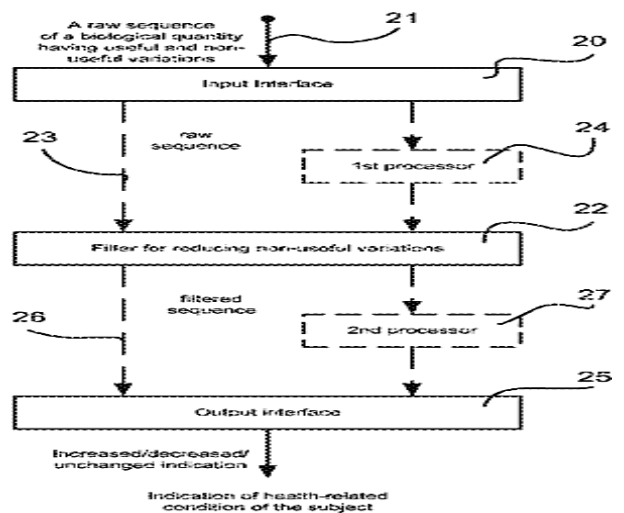 A raw sequence
of a biological quantity
having useful and non-
useful variations
21
20
Input Interface
23
raw
sequence
24
1st processor
22
Filter for reducing non-useful variations
26
filtered
sequence
27
2nd processor
25
Output interface
Increased/decreased/
unchanged indication
Indication of health-related
condition of the subject